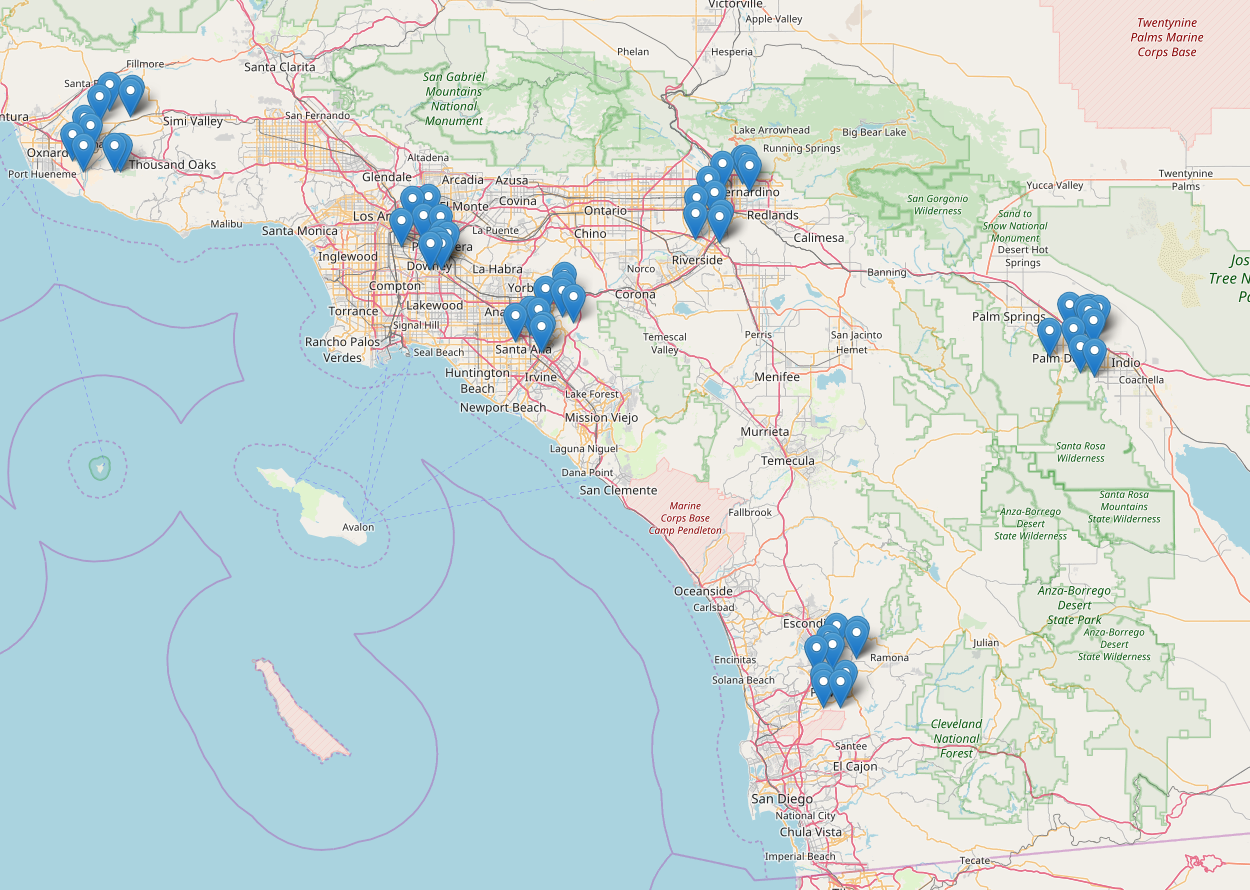 Victorville
Apple Valley
Twentynine
Palms Marine
Corps Base
Phelan
Hesperia
Fillmore
Santa Clarita
Santa
San Gabriel
Mountains
National
Monument
Simi Valley
San Fernando
Lake Arrowhead
Big Bear Lake
Running Springs
Oxnard
Thousand Oaks
Port Hueneme
Altadena
Glendale
Arcadia
Azusa
Covina
El Monte
Los An
Ontario
Redlands
Yucca Valley
Twentynine
Palms
San Gorgonio
Wilderness
Sand to
Snow National
Monument
Desert Hot
Springs
Malibu
Santa Monica
La Puente
Chino
Calimesa
Inglewood
Downey
La Habra
Norco
Riverside
Banning
Compton
Corona
Lakewood
Torrance
Signal Hill
Palm Springs
Rancho Palos
Verdes
Seal Beach
Santa Ana
Temescal
Valley
Perris
San Jacinto
Hemet
Palm D
Indio
Coachella
Huntington
Beach
Irvine
Menifee
Lake Forest
Newport Beach
Mission Viejo
Murrieta
Laguna Niguel
Temecula
Santa Rosa
Wilderness
Dana Point
San Clemente
Santa Rosa
Mountains
State Wilderness
Marine
Corps Base
Camp Pendleton
Fallbrook
Anza-Borrego
Desert
State Wilderness
Avalon
Oceanside
Carlsbad
Anza-Borrego
Desert
State Park
Escondi
Anza-Borrego
Desert
State Wilderness
Julian
Encinitas
Ramona
Solana Beach
Cleveland
National
Forest
Santee
El Cajon
San Diego
National City
Chula Vista
Imperial Beach
Tecate